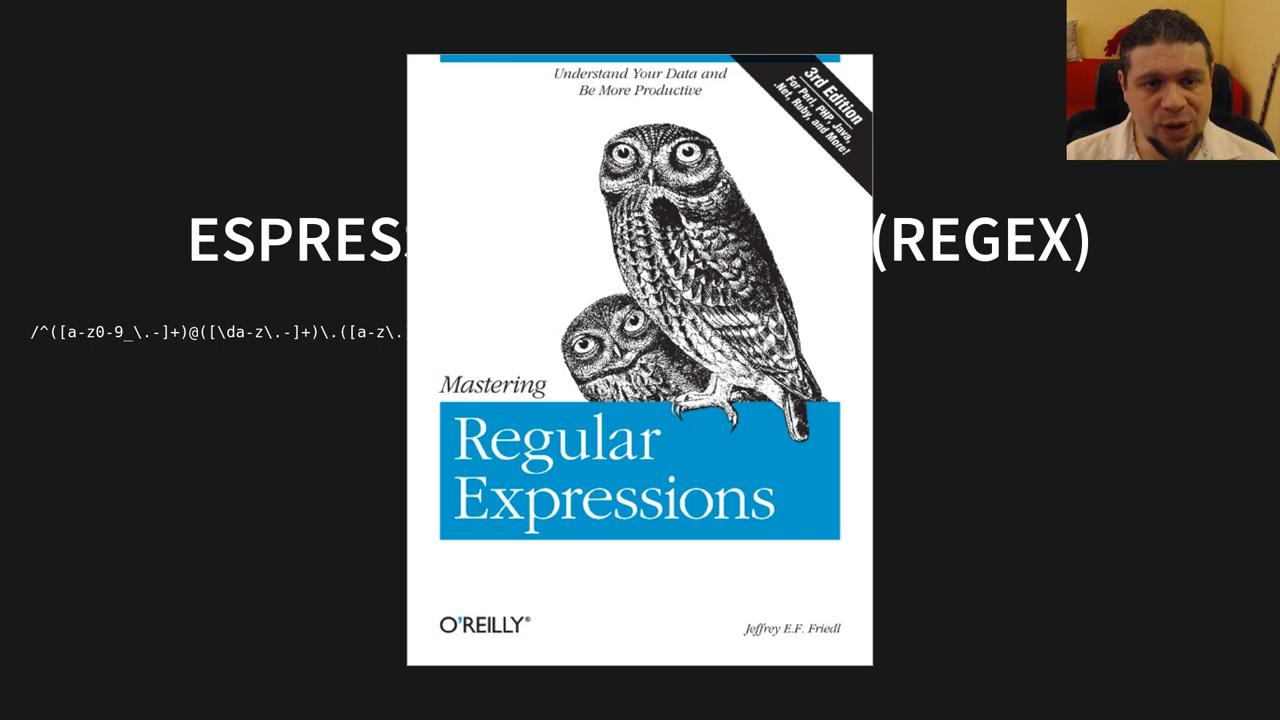 Understand Your Data and
Be More Productive
3rd Edition
For Perl, PHP, Java,
.Net, Ruby, and More!
ESPRESS
(REGEX)
/^([a-z0-9_\.-]+)@([\da-z\.-]+)\.([a-z\.
Mastering
Regular
Expressions
O'REILLY®
Jeffrey E.F. Friedl